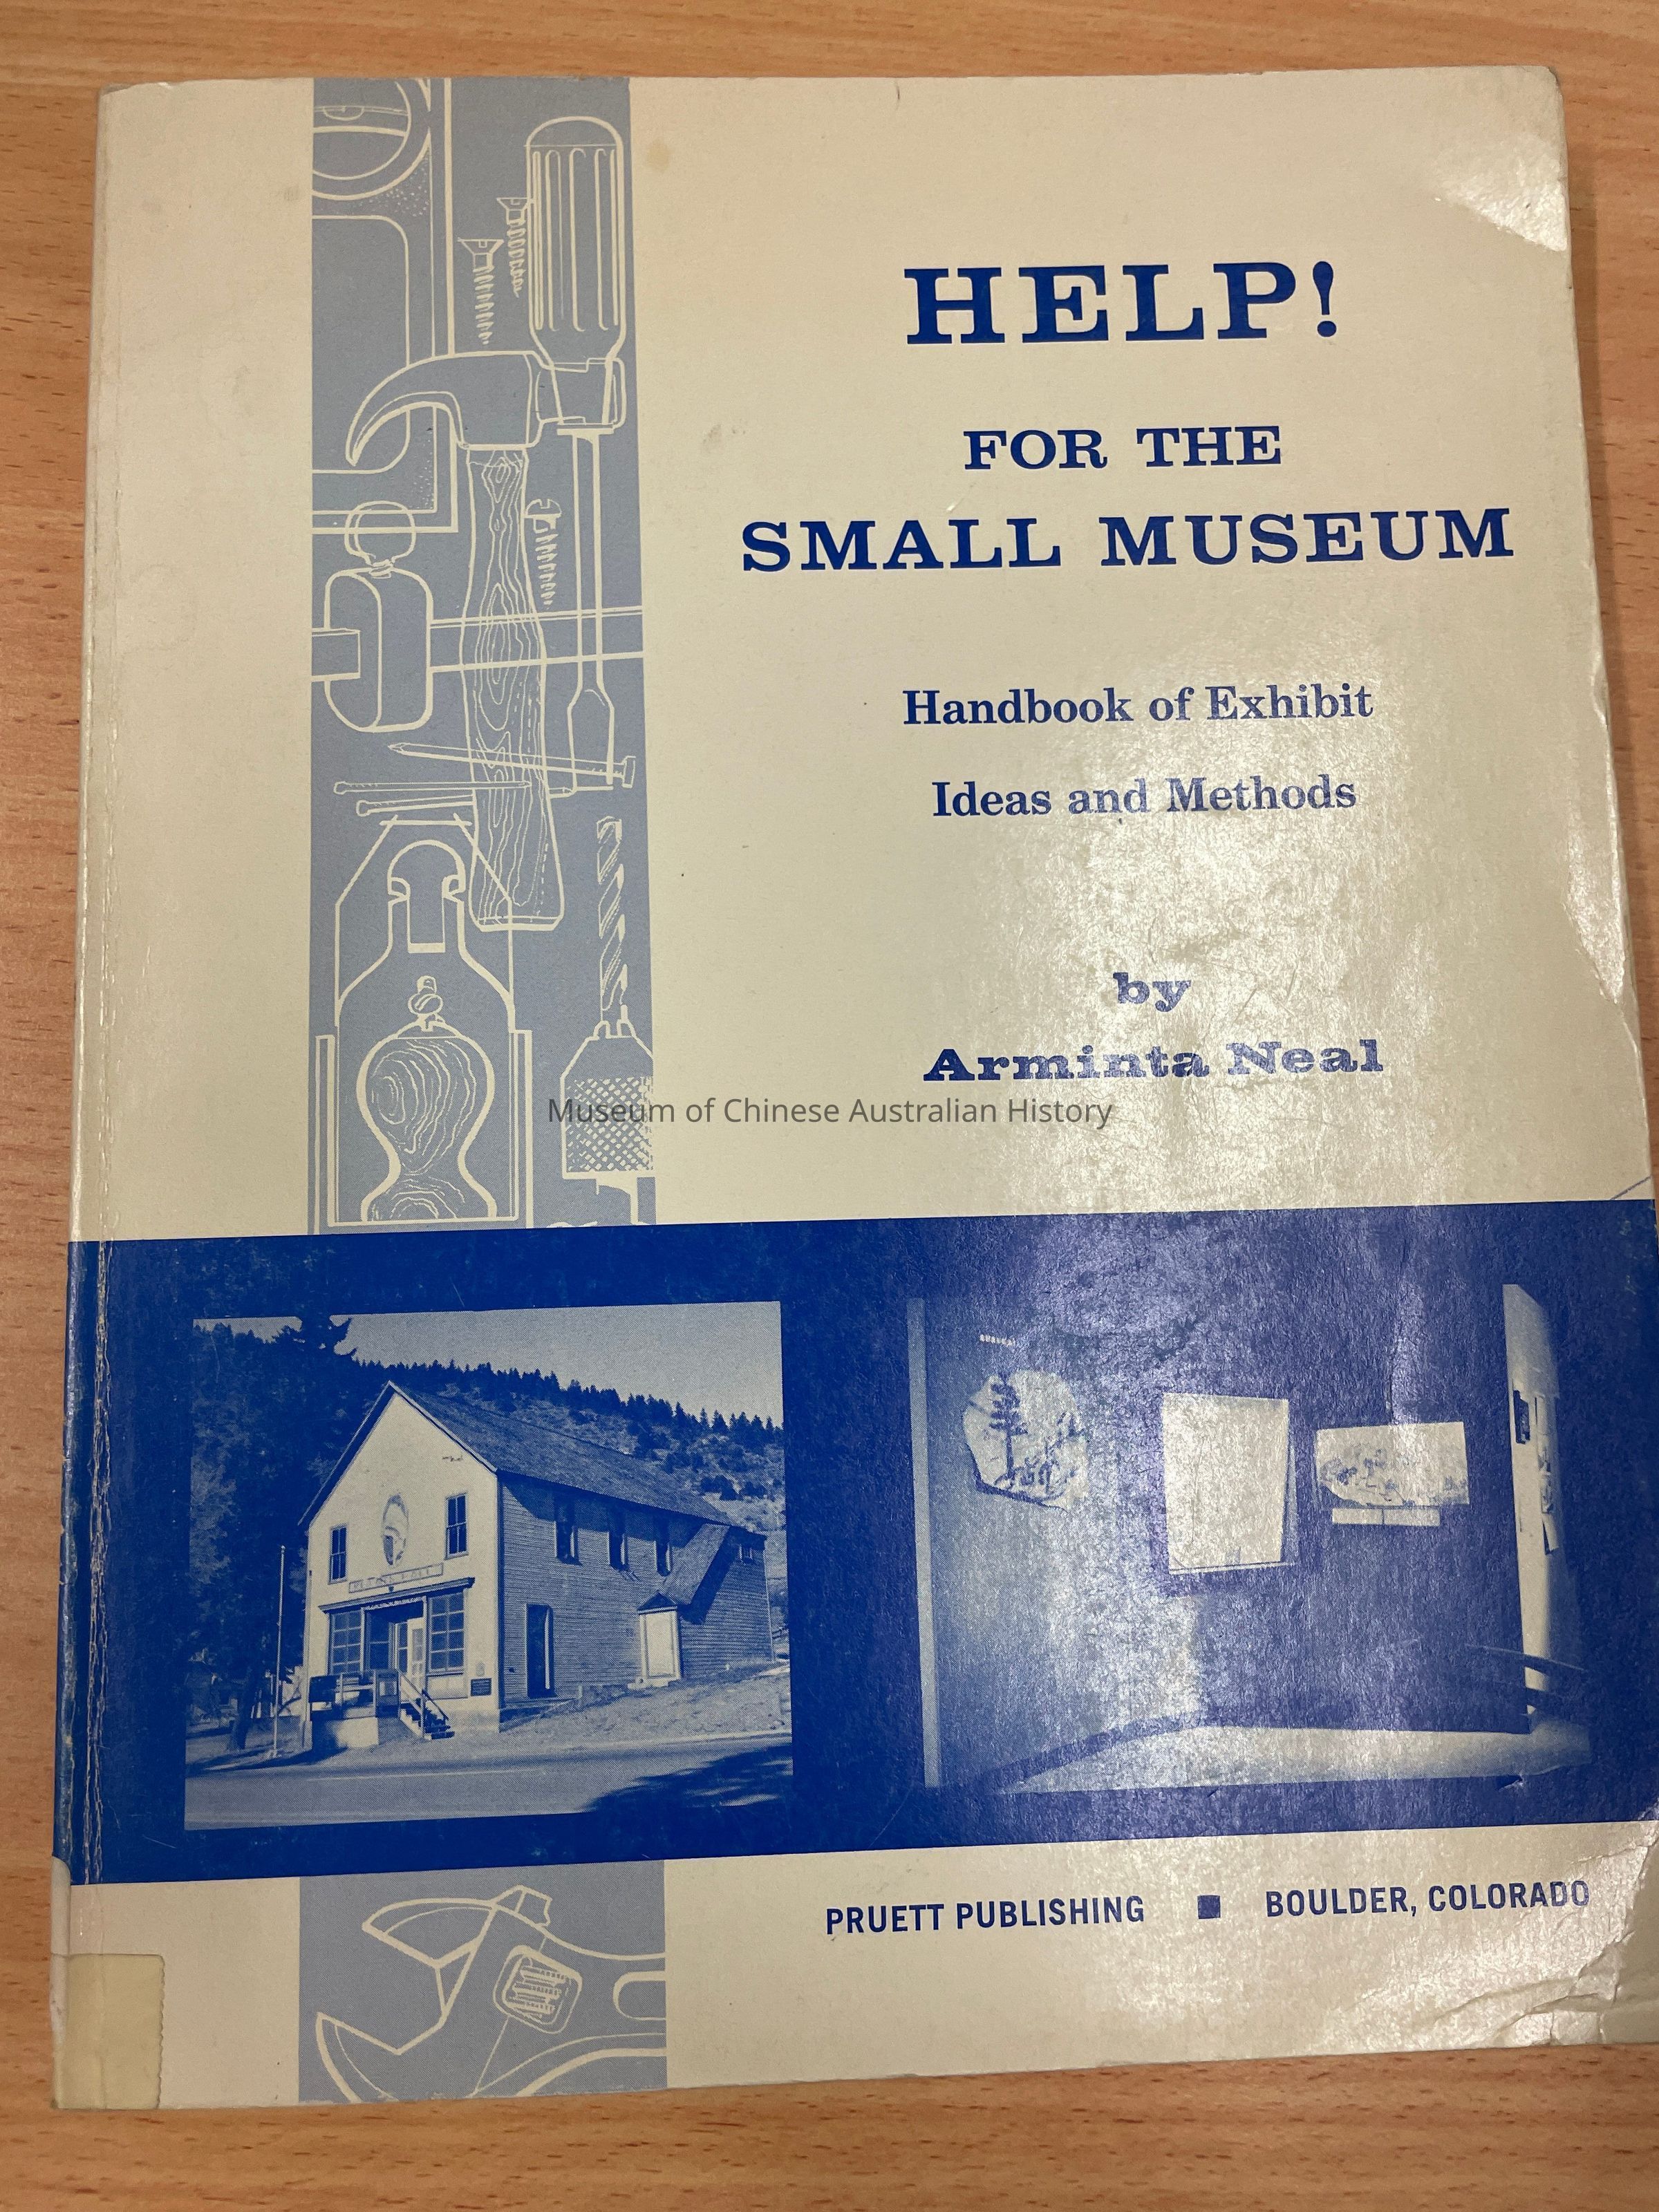 HELP!
FOR THE
SMALL MUSEUM
Handbook of Exhibit
Ideas and Methods
by
Arminta Neal
Museum of Chinese Australian History
PRUETT PUBLISHING ■ BOULDER, COLORADO